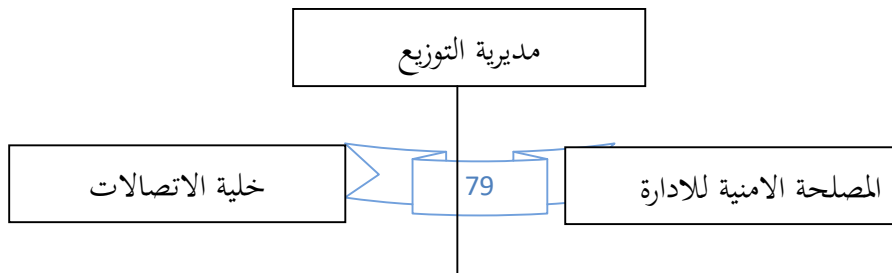 مديرية التوزيع
المصلحة الامنية للادارة
79
خلية الاتصالات